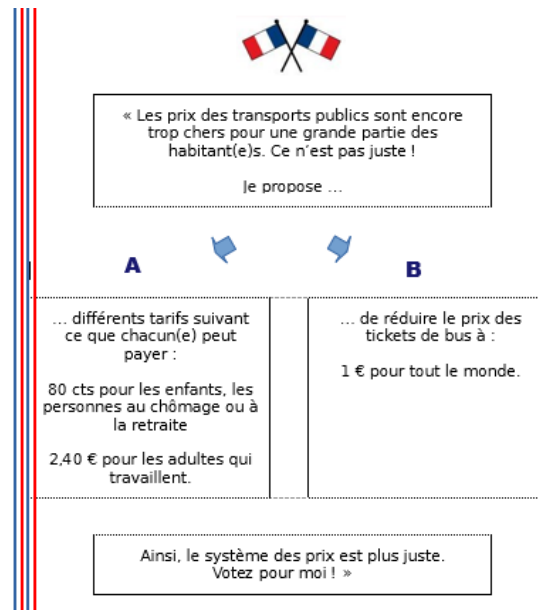 « Les prix des transports publics sont encore
trop chers pour une grande partie des
habitant(e)s. Ce n’est pas juste !
Je propose …
A
… différents tarifs suivant
ce que chacun(e) peut
payer :
80 cts pour les enfants, les
personnes au chômage ou à
la retraite
2,40 € pour les adultes qui
travaillent.
B
… de réduire le prix des
tickets de bus à :
1 € pour tout le monde.
Ainsi, le système des prix est plus juste.
Votez pour moi ! »